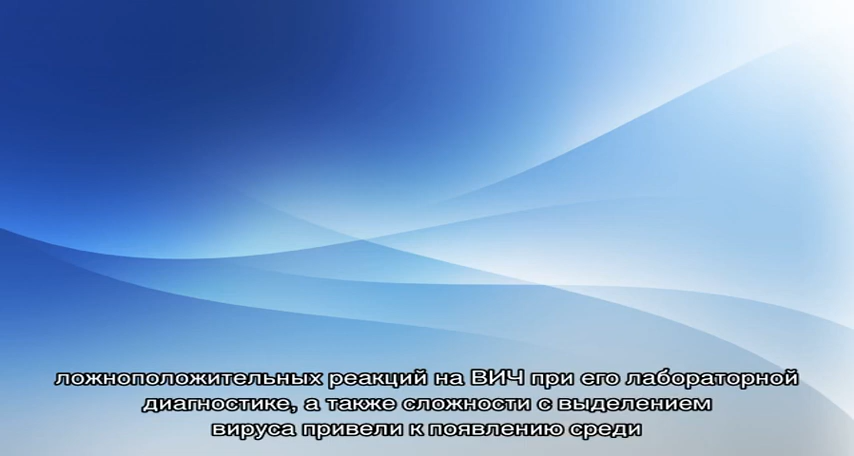 ложноположительных реакций на ВИЧ при его лабораторной
диагностике, а также сложности с выделением
вируса привели к появлению среди